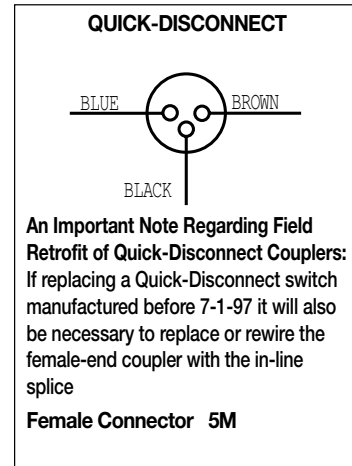 QUICK-DISCONNECT
BLUE
BROWN
BLACK
An Important Note Regarding Field
Retrofit of Quick-Disconnect Couplers:
If replacing a Quick-Disconnect switch
manufactured before 7-1-97 it will also
be necessary to replace or rewire the
female-end coupler with the in-line
splice
Female Connector 5M